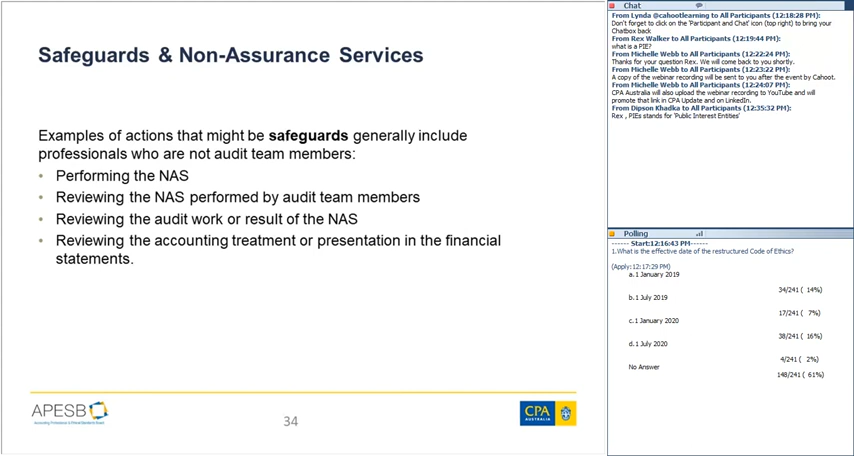 Safeguards & Non-Assurance Services
Examples of actions that might be safeguards generally include
professionals who are not audit team members:
• Performing the NAS
• Reviewing the NAS performed by audit team members
• Reviewing the audit work or result of the NAS
• Reviewing the accounting treatment or presentation in the financial
statements.
APESB
Accounting Professional & Ethical Standards Board
34
CPA
AUSTRALIA
Chat
From Lynda @cahootlearning to All Participants (12:18:28 PM):
Don't forget to click on the 'Participant and Chat' icon (top right) to bring your
Chatbox back
From Rex Walker to All Participants (12:19:44 PM):
what is a PIE?
From Michelle Webb to All Participants (12:22:24 PM):
Thanks for your question Rex. We will come back to you shortly.
From Michelle Webb to All Participants (12:23:22 PM):
A copy of the webinar recording will be sent to you after the event by Cahoot.
From Michelle Webb to All Participants (12:24:07 PM):
CPA Australia will also upload the webinar recording to YouTube and will
promote that link in CPA Update and on LinkedIn.
From Dipson Khadka to All Participants (12:35:32 PM):
Rex , PIEs stands for 'Public Interest Entities'
Polling
------ Start:12:16:43 PM------
1.What is the effective date of the restructured Code of Ethics?
(Apply:12:17:29 PM)
a.1 January 2019
34/241 ( 14%)
b.1 July 2019
17/241 ( 7%)
c.1 January 2020
38/241 ( 16%)
d.1 July 2020
4/241 ( 2%)
No Answer
148/241 ( 61%)